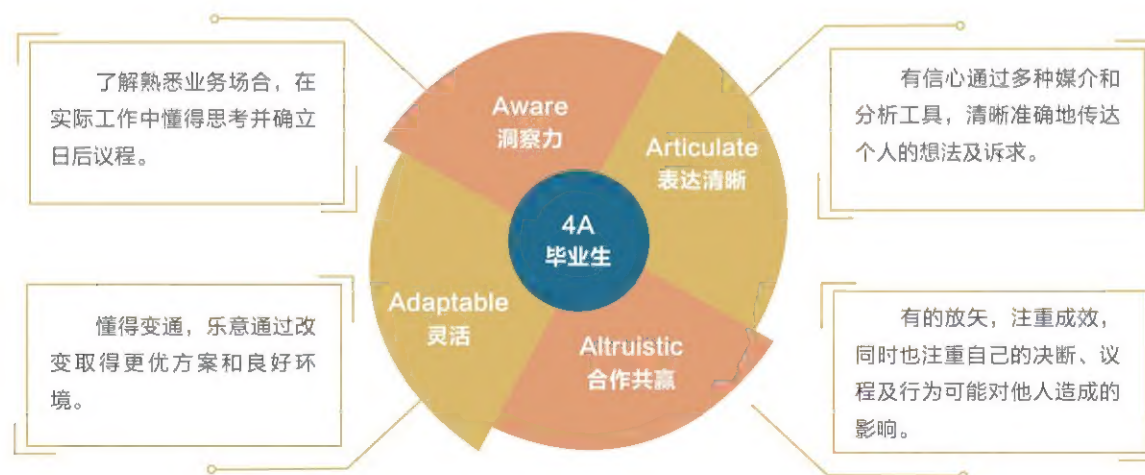 了解熟悉业务场合，在
实际工作中懂得思考并确立
日后议程。
Aware
洞察力
Articulate
表达清晰
有信心通过多种媒介和
分析工具，清晰准确地传达
个人的想法及诉求。
4A
毕业生
懂得变通，乐意通过改
变取得更优方案和良好环
境。
Adaptable
灵活
Altruistic
合作共赢
有的放矢，注重成效，
同时也注重自己的决断、议
程及行为可能对他人造成的
影响。